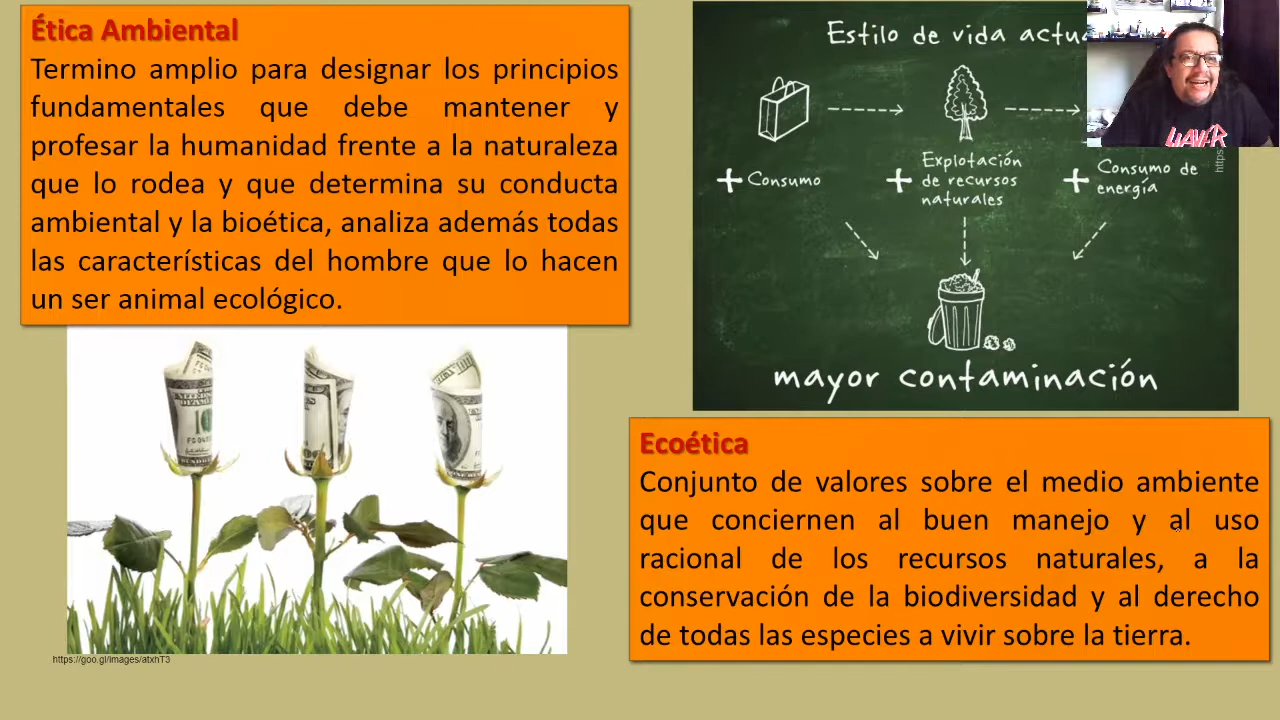 Ética Ambiental
Termino amplio para designar los principios
fundamentales que debe mantener y
profesar la humanidad frente a la naturaleza
que lo rodea y que determina su conducta
ambiental y la bioética, analiza además todas
las características del hombre que lo hacen
un ser animal ecológico.
https://goo.gl/images/atxhT3
Estilo de vida actua
+ Consumo
+ Explotación
de recursos
naturales
+ Consumo de
energía
mayor contaminación
https
SLAYER
Ecoética
Conjunto de valores sobre el medio ambiente
que conciernen al buen manejo y al uso
racional de los recursos naturales, a la
conservación de la biodiversidad y al derecho
de todas las especies a vivir sobre la tierra.